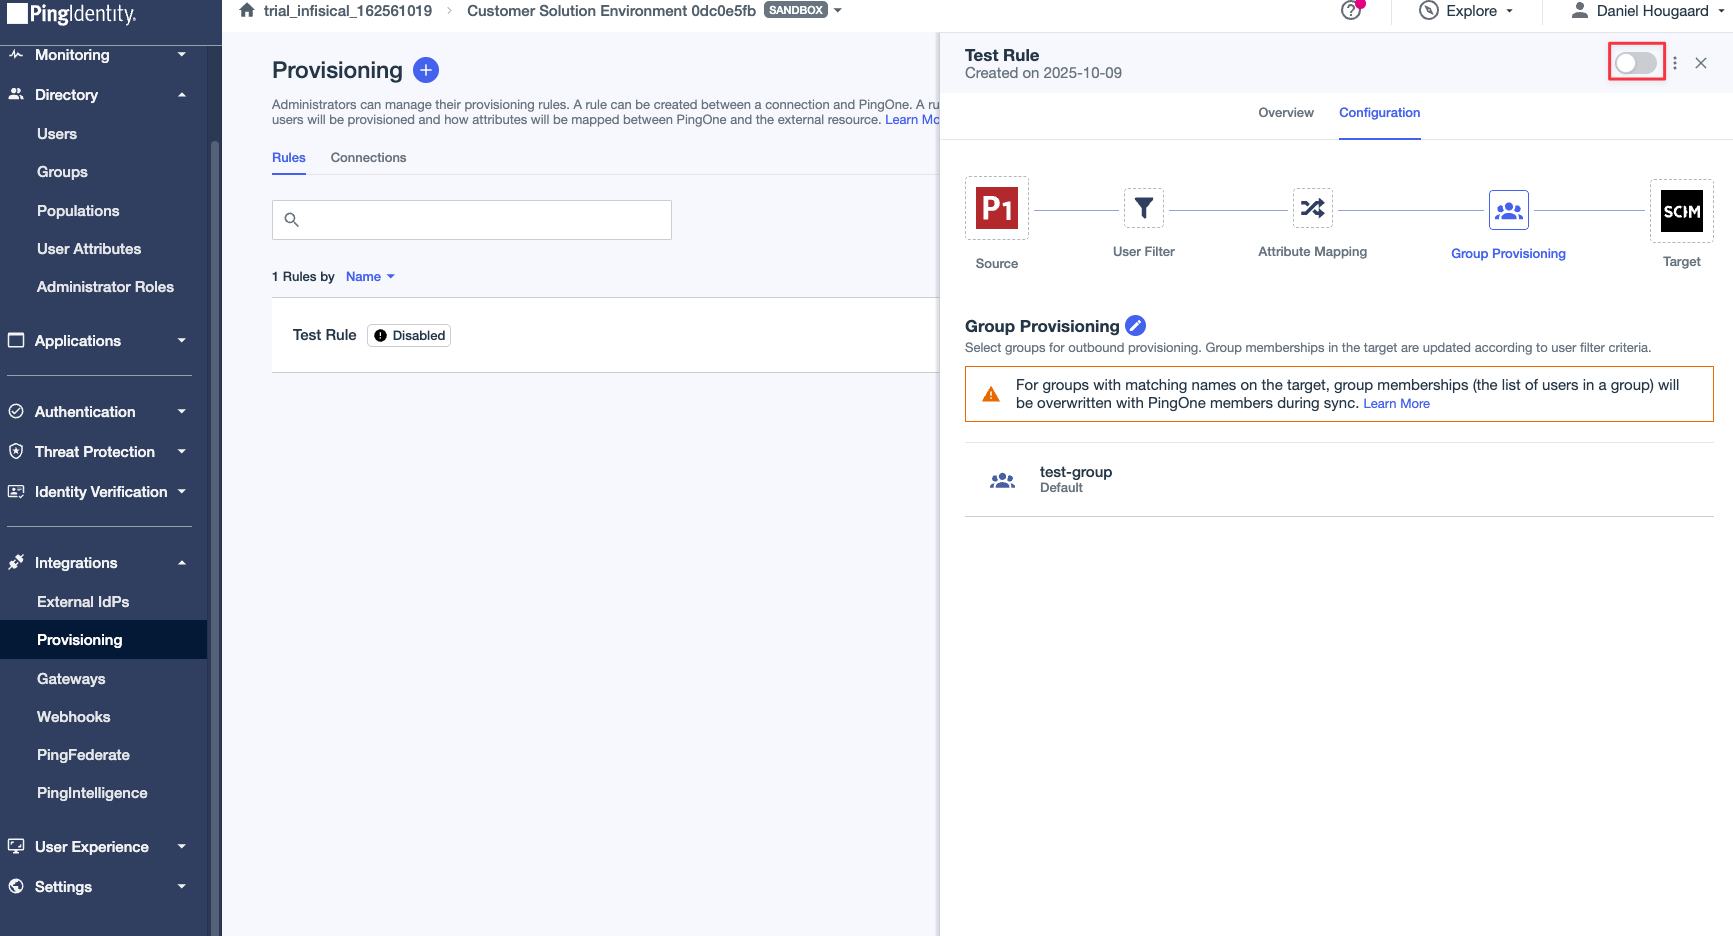 PingIdentity.
trial_infisical_162561019
Customer Solution Environment 0dc0e5fb
SANDBOX
Explore
Daniel Hougaard
Monitoring
Directory
Users
Groups
Populations
User Attributes
Administrator Roles
Applications
Authentication
Threat Protection
Identity Verification
Integrations
External IdPs
Provisioning
Gateways
Webhooks
PingFederate
PingIntelligence
User Experience
Settings
Provisioning
Administrators can manage their provisioning rules. A rule can be created between a connection and PingOne. A ru
users will be provisioned and how attributes will be mapped between PingOne and the external resource. Learn Mo
Rules
Connections
1 Rules by Name
Test Rule
Disabled
Test Rule
Created on 2025-10-09
Overview
Configuration
P1
SCIM
Source
User Filter
Attribute Mapping
Group Provisioning
Target
Group Provisioning
Select groups for outbound provisioning. Group memberships in the target are updated according to user filter criteria.
For groups with matching names on the target, group memberships (the list of users in a group) will
be overwritten with PingOne members during sync. Learn More
test-group
Default